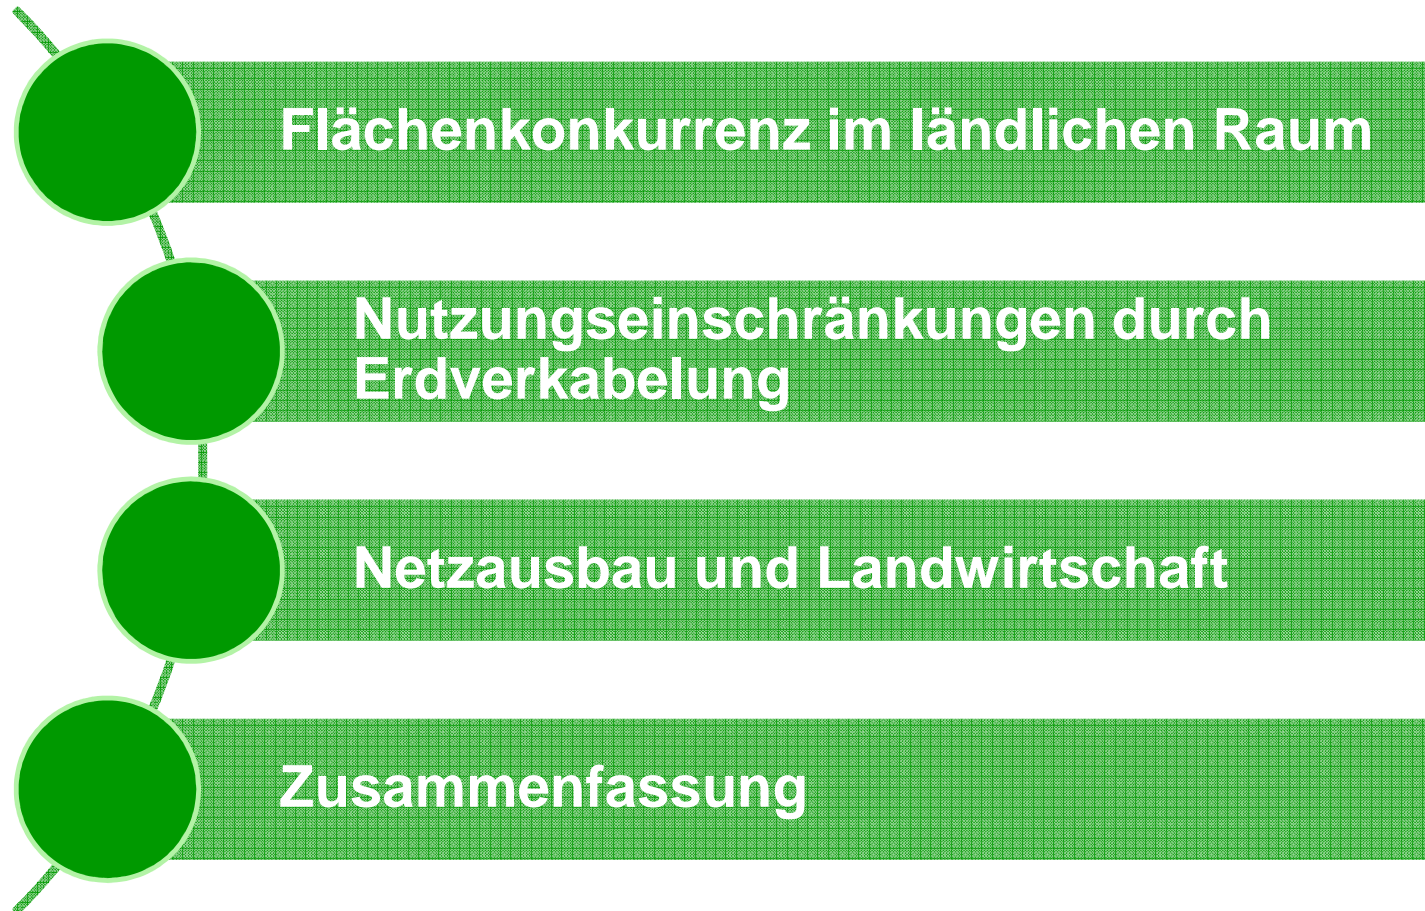 Flächenkonkurrenz im ländlichen Raum
Nutzungseinschränkungen durch
Erdverkabelung
Netzausbau und Landwirtschaft
Zusammenfassung